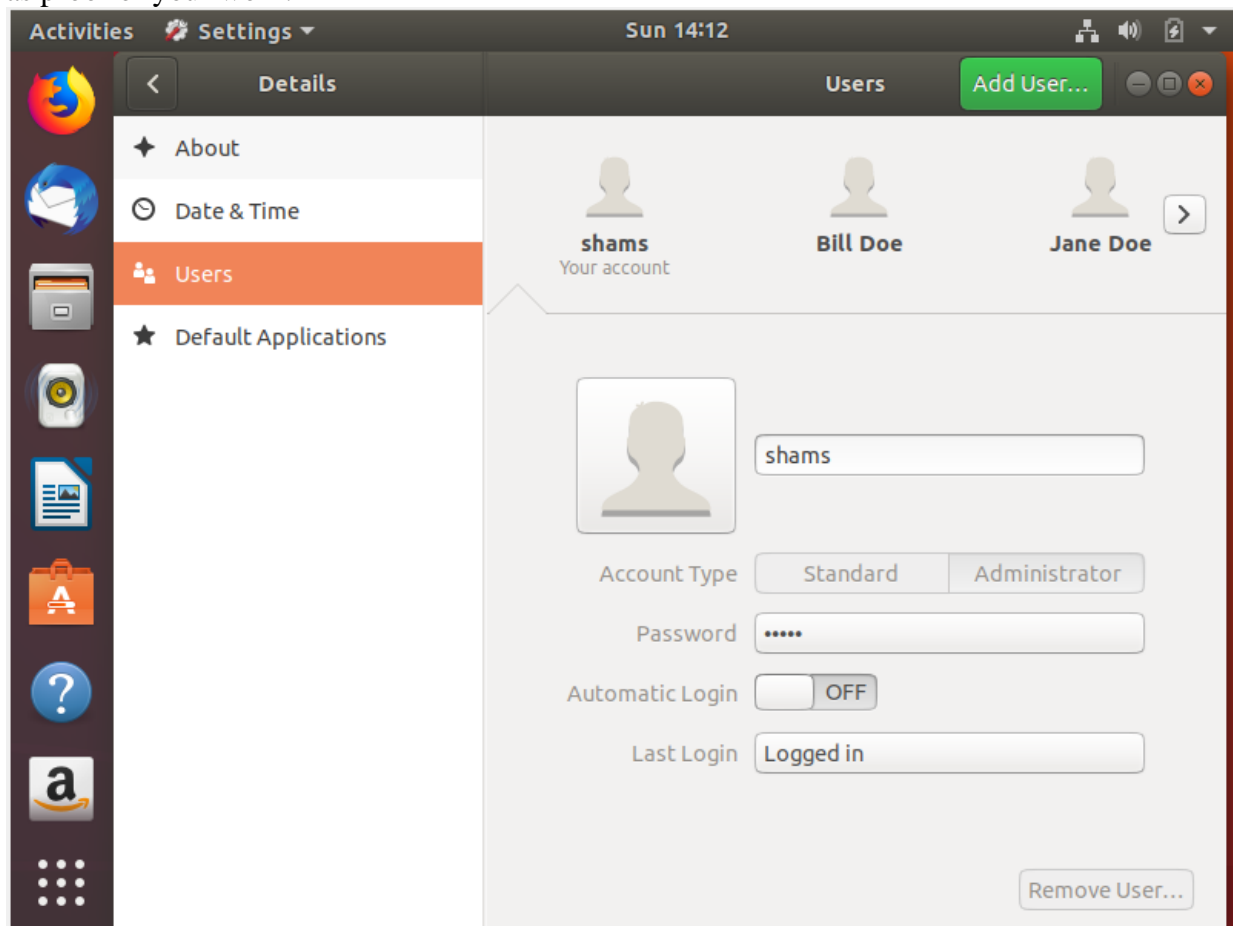 Activities Settings Sun 14:12
Details Users Add User...
About
Date & Time
Users
Default Applications
shams Bill Doe Jane Doe
Your account
shams
Account Type Standard Administrator
Password •••••
Automatic Login OFF
Last Login Logged in
Remove User...